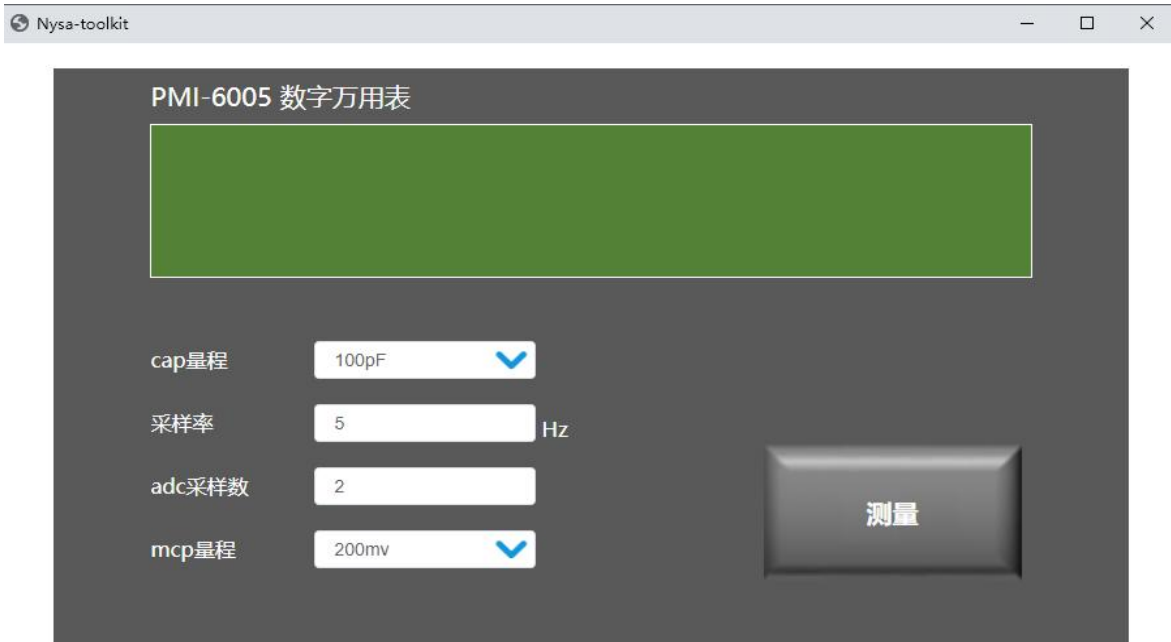 Nysa-toolkit
PMI-6005 数字万用表
cap量程 100pF
采样率 5 Hz
adc采样数 2
mcp量程 200mv
测量